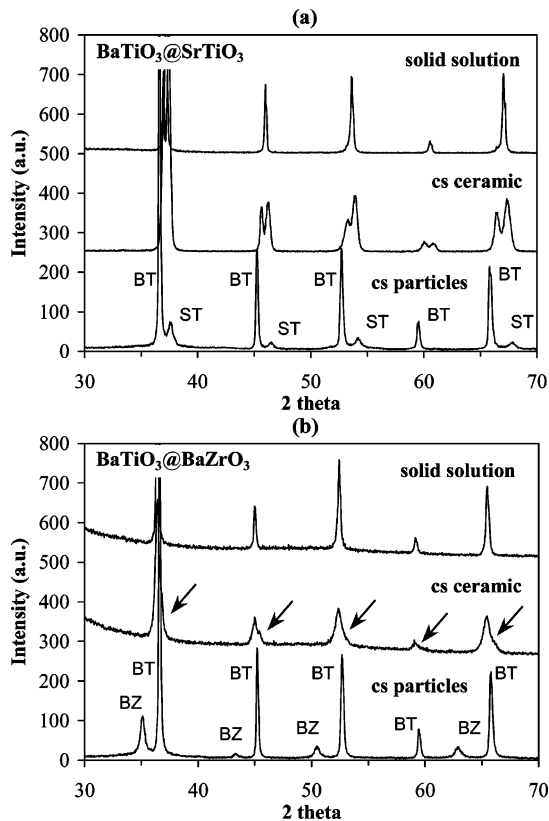 (a)
800
700
600
500
400
300
200
100
0
Intensity (a.u.)
BaTiO3@SrTiO3
solid solution
cs ceramic
cs particles
BT
ST
BT
ST
BT
ST
BT
BT
ST
30
40
50
60
70
2 theta
(b)
800
700
600
500
400
300
200
100
0
Intensity (a.u.)
BaTiO3@BaZrO3
solid solution
cs ceramic
cs particles
BZ
BT
BZ
BT
BZ
BT
BT
BZ
BT
30
40
50
60
70
2 theta